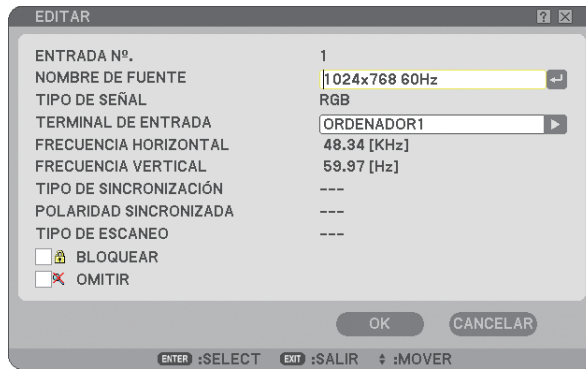 EDITAR
ENTRADA Nº. 1
NOMBRE DE FUENTE 1024x768 60Hz
TIPO DE SEÑAL RGB
TERMINAL DE ENTRADA ORDENADOR1
FRECUENCIA HORIZONTAL 48.34 [KHz]
FRECUENCIA VERTICAL 59.97 [Hz]
TIPO DE SINCRONIZACIÓN ---
POLARIDAD SINCRONIZADA ---
TIPO DE ESCANEO ---
BLOQUEAR
OMITIR
OK CANCELAR
ENTER :SELECT EXIT :SALIR :MOVER